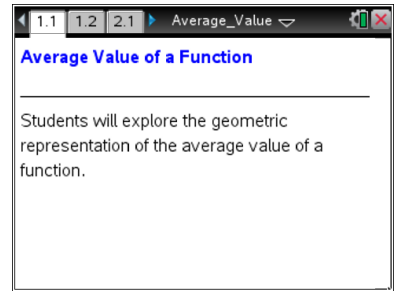 1.1 1.2 2.1 Average_Value
Average Value of a Function
Students will explore the geometric
representation of the average value of a
function.